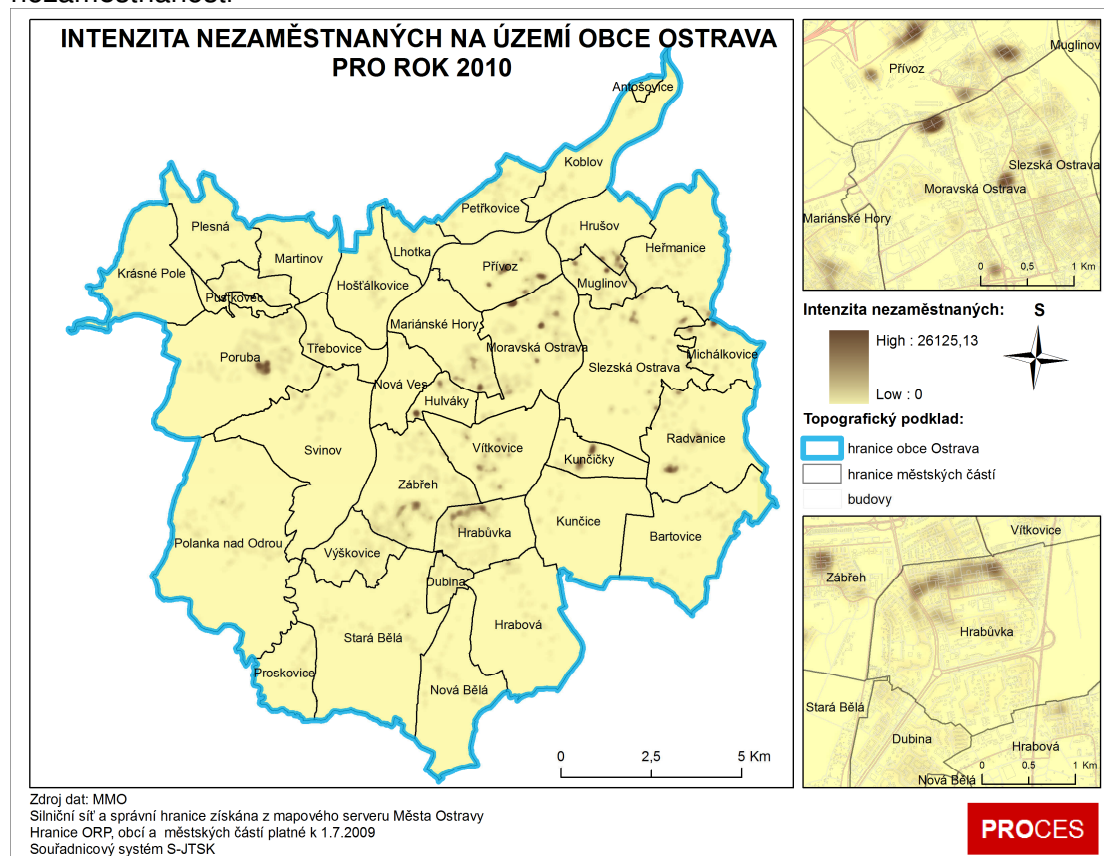 nezaměstnanosti
INTENZITA NEZAMĚSTNANÝCH NA ÚZEMÍ OBCE OSTRAVA
PRO ROK 2010
Antošovice
Koblov
Petřkovice
Plesná
Hrušov
Heřmanice
Martinov
Lhotka
Krásné Pole
Přívoz
Hošťálkovice
Muglinov
Pustkovec
Mariánské Hory
Třebovice
Moravská Ostrava
Michálkovice
Poruba
Slezská Ostrava
Nová Ves
Hulváky
Radvanice
Svinov
Vítkovice
Kunčičky
Zábřeh
Kunčice
Hrabůvka
Bartovice
Polanka nad Odrou
Výškovice
Dubina
Hrabová
Stará Bělá
Proskovice
Nová Bělá
0 2,5 5 Km
Muglinov
Přívoz
Slezská Ostrava
Moravská Ostrava
Mariánské Hory
0 0,5 1 Km
Intenzita nezaměstnaných:
S
High : 26125,13
Low : 0
Topografický podklad:
hranice obce Ostrava
hranice městských částí
budovy
Vítkovice
Zábřeh
Hrabůvka
Stará Bělá
Dubina
Hrabová
Nová Bělá
0 0.5 1 Km
Zdroj dat: MMO
Silniční síť a správní hranice získána z mapového serveru Města Ostravy
Hranice ORP, obcí a městských částí platné k 1.7.2009
Souřadnicový systém S-JTSK
PROCES